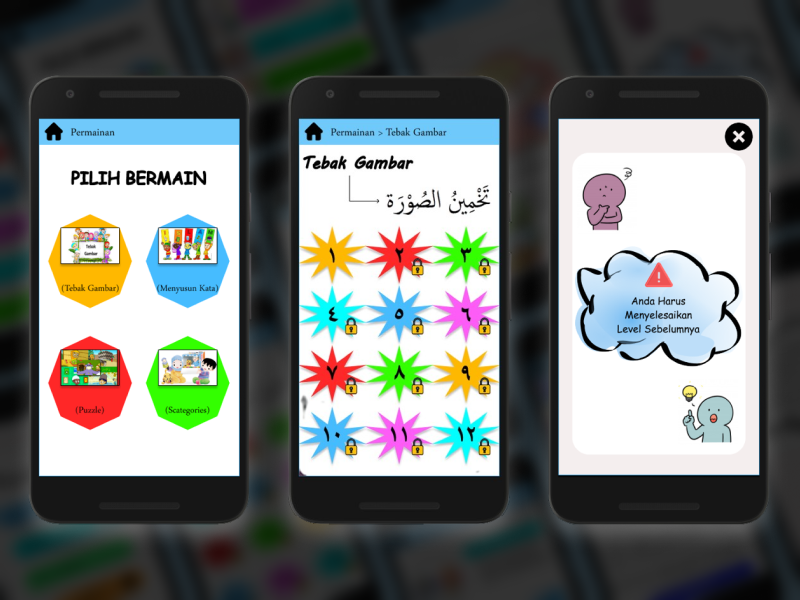 Permainan
PILIH BERMAIN
Tebak
Gambar
(Tebak Gambar)
(Menyusun Kata)
(Puzzle)
(Scategories)
Permainan > Tebak Gambar
Tebak Gambar
تَخْمِينُ الصُوْرَة
١ ٢ ٣
٤ ٥ ٦
٧ ٨ ٩
١٠ ١١ ١٢
Anda Harus
Menyelesaikan
Level Sebelumnya